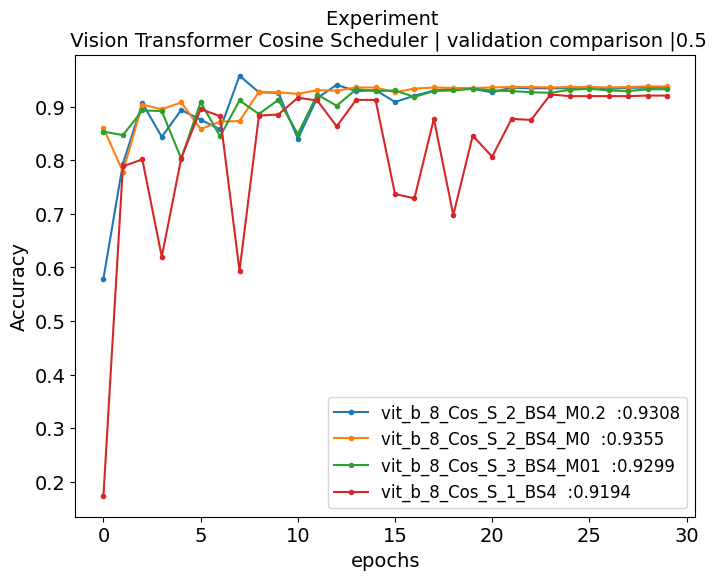 Experiment
Vision Transformer Cosine Scheduler | validation comparison |0.5
Accuracy
0.9
0.8
0.7
0.6
0.5
0.4
0.3
0.2
vit_b_8_Cos_S_2_BS4_M0.2 :0.9308
vit_b_8_Cos_S_2_BS4_M0 :0.9355
vit_b_8_Cos_S_3_BS4_M01 :0.9299
vit_b_8_Cos_S_1_BS4 :0.9194
0 5 10 15 20 25 30
epochs